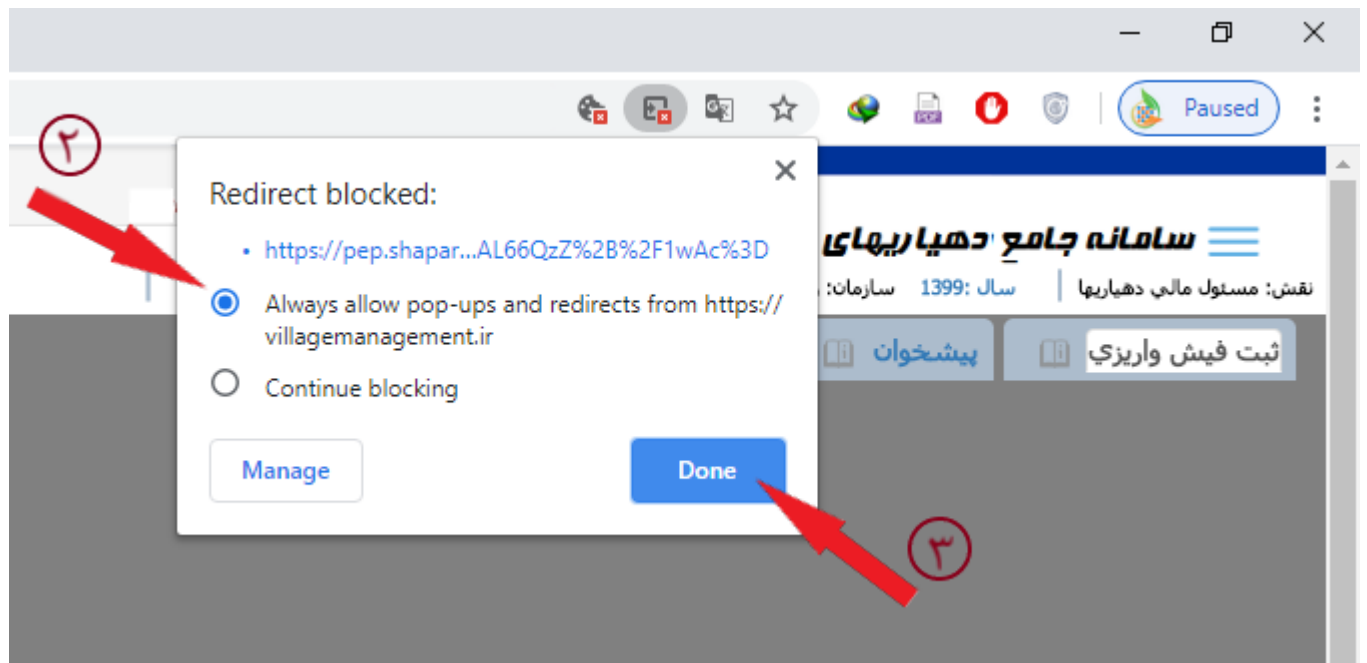 Paused
PDF
۲
Redirect blocked:
• https://pep.shapar...AL66QzZ%2B%2F1wAc%3D
Always allow pop-ups and redirects from https://
villagemanagement.ir
Continue blocking
Manage
Done
۳
سامانه جامع دهیاریهای
نقش: مسئول مالي دهياريها سال :1399 سازمان:
ثبت فيش واريزي پيشخوان